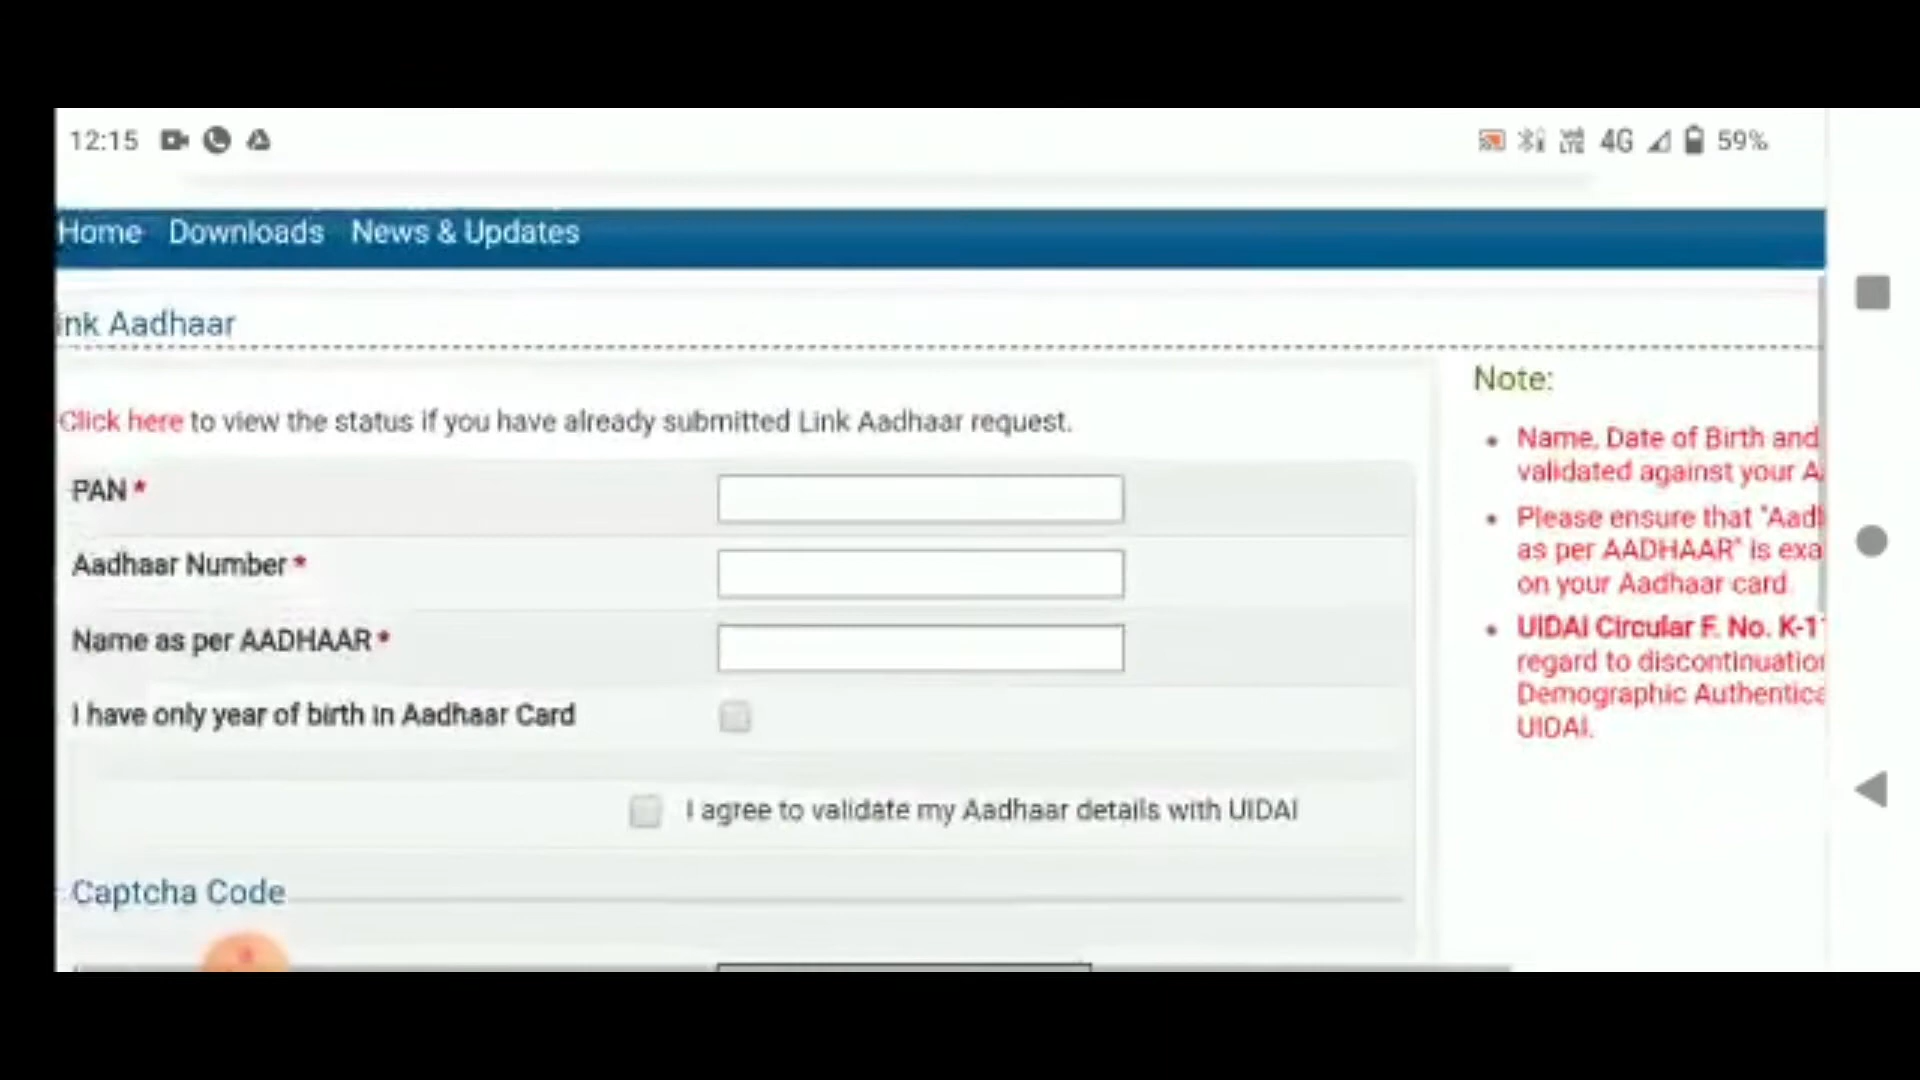 12:15 4G 59%
Home Downloads News & Updates
ink Aadhaar
Click here to view the status if you have already submitted Link Aadhaar request.
PAN *
Aadhaar Number *
Name as per AADHAAR *
I have only year of birth in Aadhaar Card
I agree to validate my Aadhaar details with UIDAI
Captcha Code
Note:
• Name, Date of Birth and
validated against your A
• Please ensure that "Aad
as per AADHAAR" is exa
on your Aadhaar card.
• UIDAI Circular F. No. K-1
regard to discontinuation
Demographic Authentica
UIDAI.